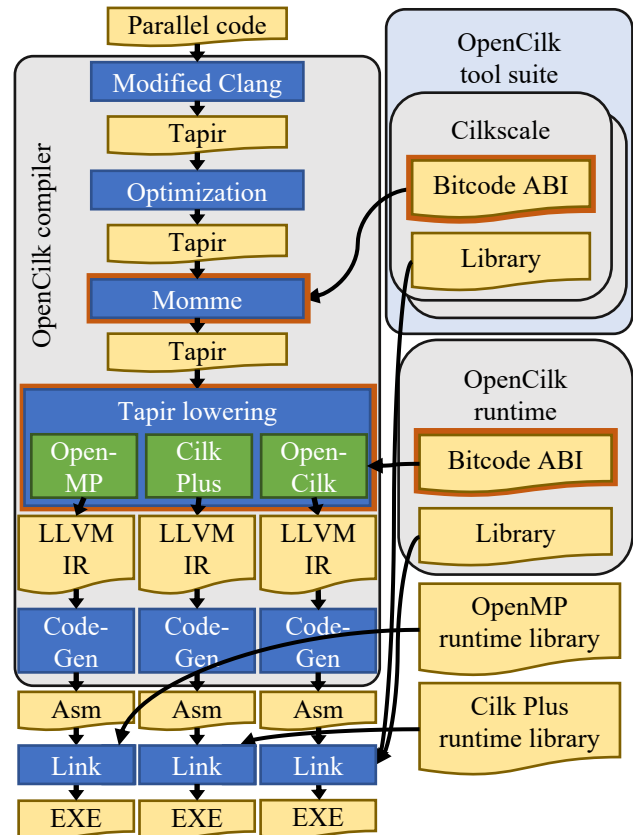 Parallel code
OpenCilk compiler
Modified Clang
Tapir
Optimization
Tapir
Momme
Tapir
Tapir lowering
Open-
MP
Cilk
Plus
Open-
Cilk
LLVM
IR
LLVM
IR
LLVM
IR
Code-
Gen
Code-
Gen
Code-
Gen
Asm
Asm
Asm
Link
Link
Link
EXE
EXE
EXE
OpenCilk
tool suite
Cilkscale
Bitcode ABI
Library
OpenCilk
runtime
Bitcode ABI
Library
OpenMP
runtime library
Cilk Plus
runtime library